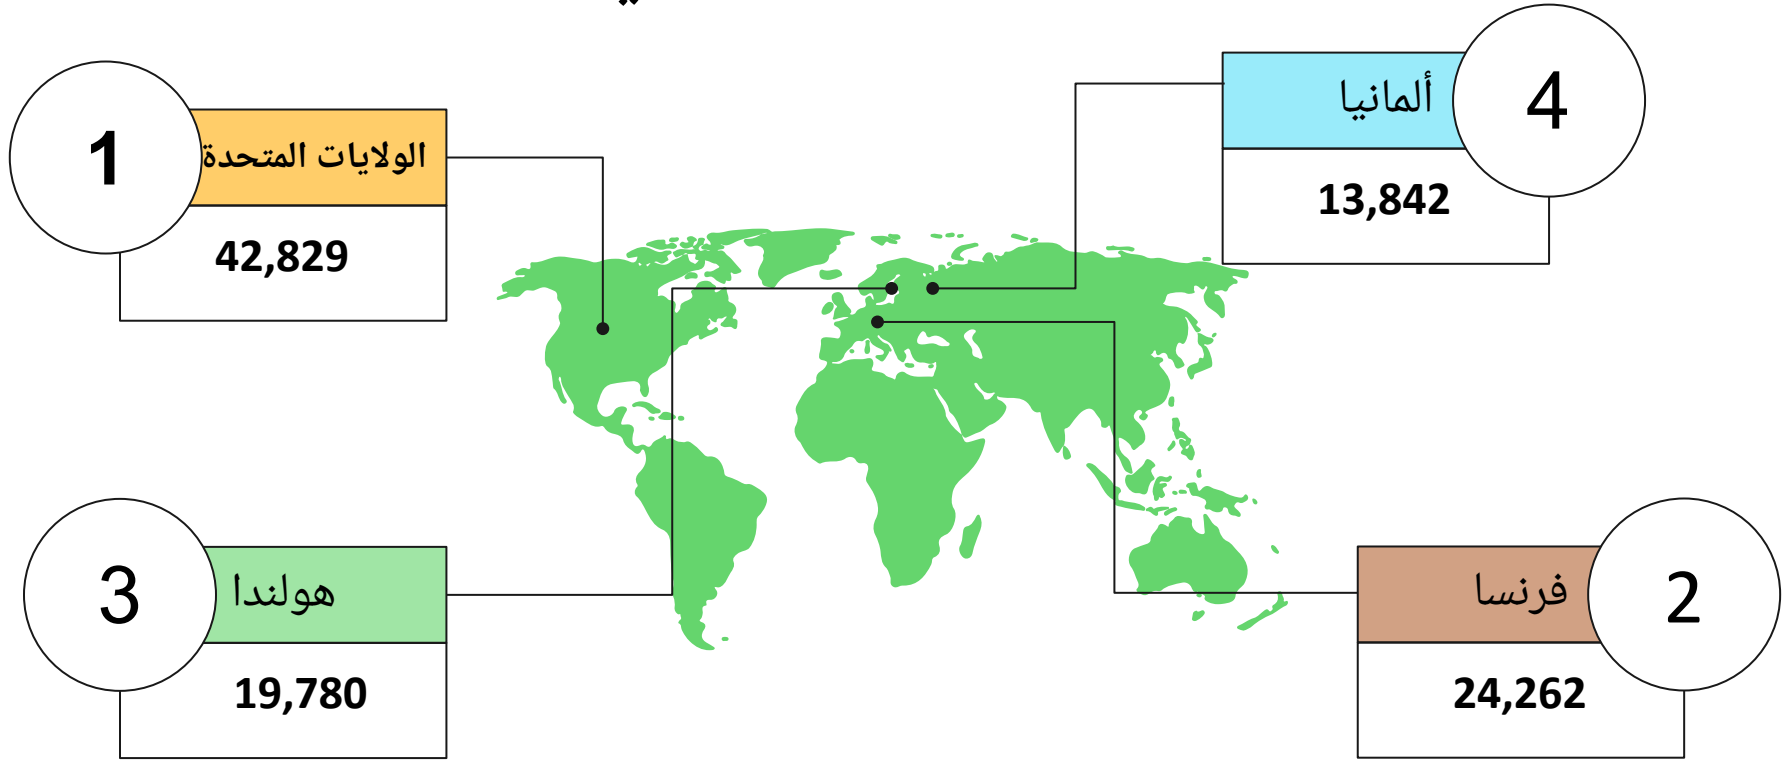 1
الولايات المتحدة
42,829
4
ألمانيا
13,842
3
هولندا
19,780
2
فرنسا
24,262